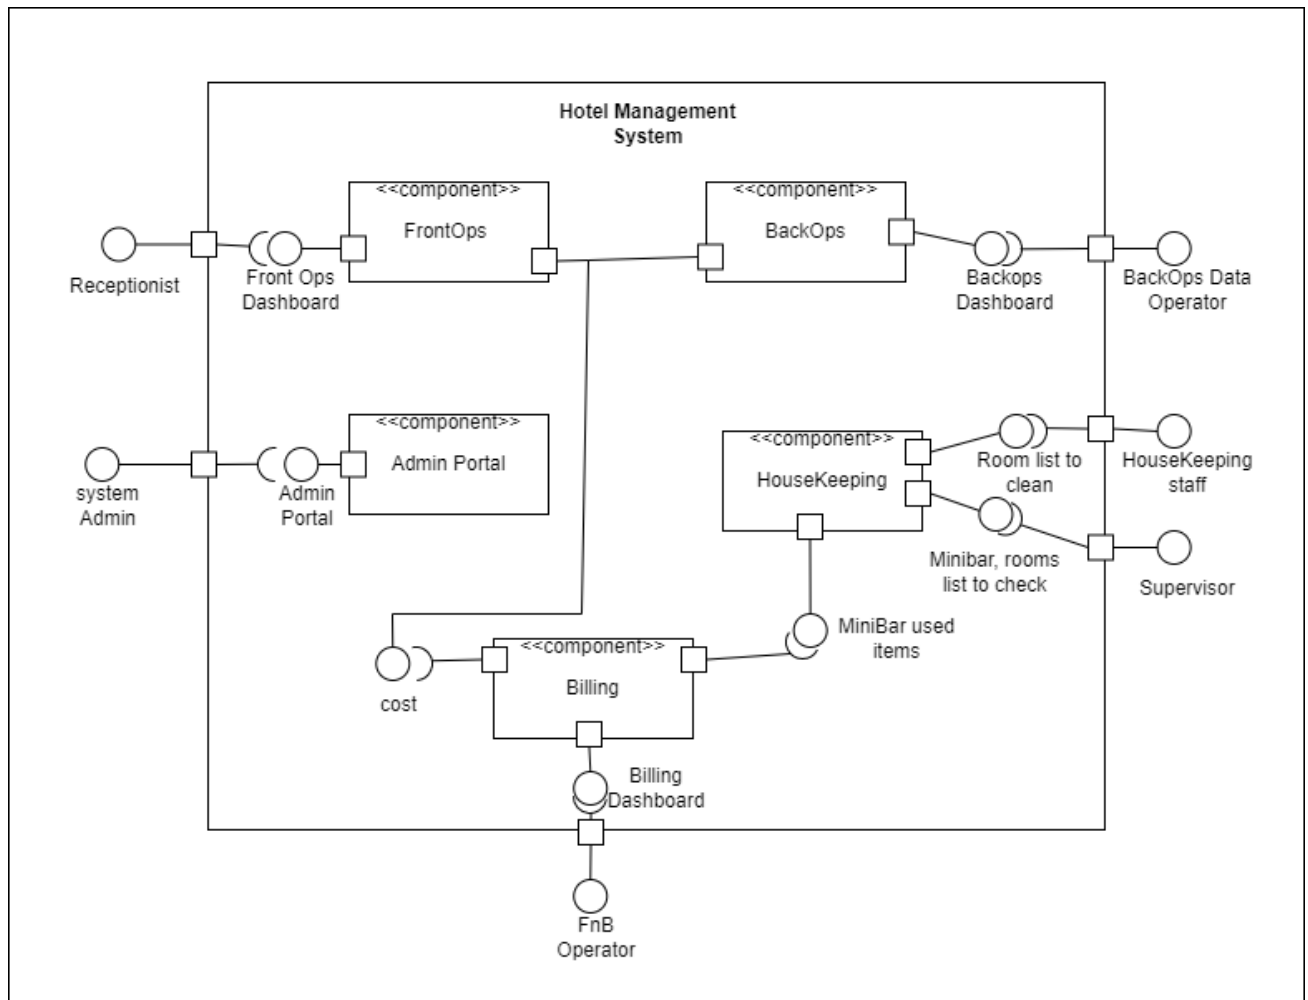 Hotel Management
System
<<component>>
FrontOps
<<component>>
BackOps
Receptionist
Front Ops
Dashboard
Backops
Dashboard
BackOps Data
Operator
<<component>>
Admin Portal
system
Admin
Admin
Portal
<<component>>
HouseKeeping
Room list to
clean
HouseKeeping
staff
Minibar, rooms
list to check
Supervisor
MiniBar used
items
<<component>>
Billing
cost
Billing
Dashboard
FnB
Operator